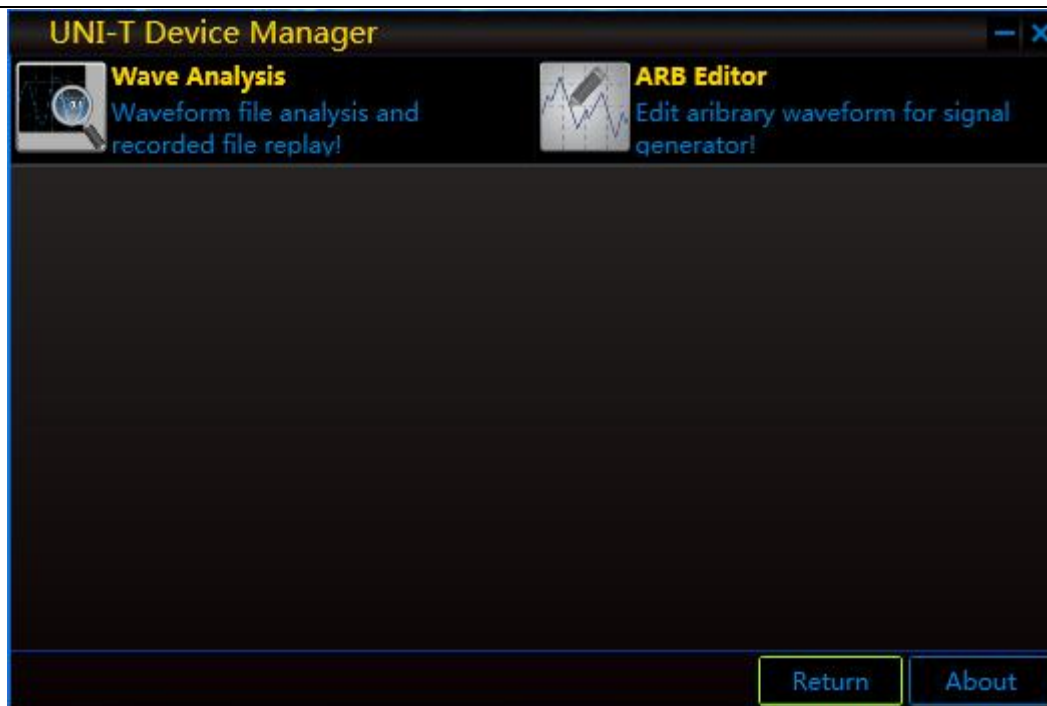 UNI-T Device Manager
Wave Analysis
Waveform file analysis and
recorded file replay!
ARB Editor
Edit aribrary waveform for signal
generator!
Return
About